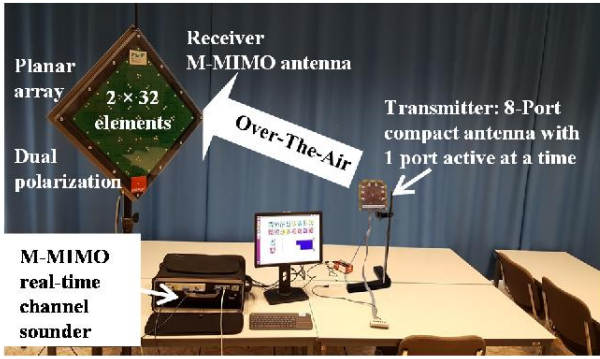 Receiver
M-MIMO antenna
Planar
array
2 × 32
elements
Dual
polarization
Over-The-Air
Transmitter: 8-Port
compact antenna with
1 port active at a time
M-MIMO
real-time
channel
sounder